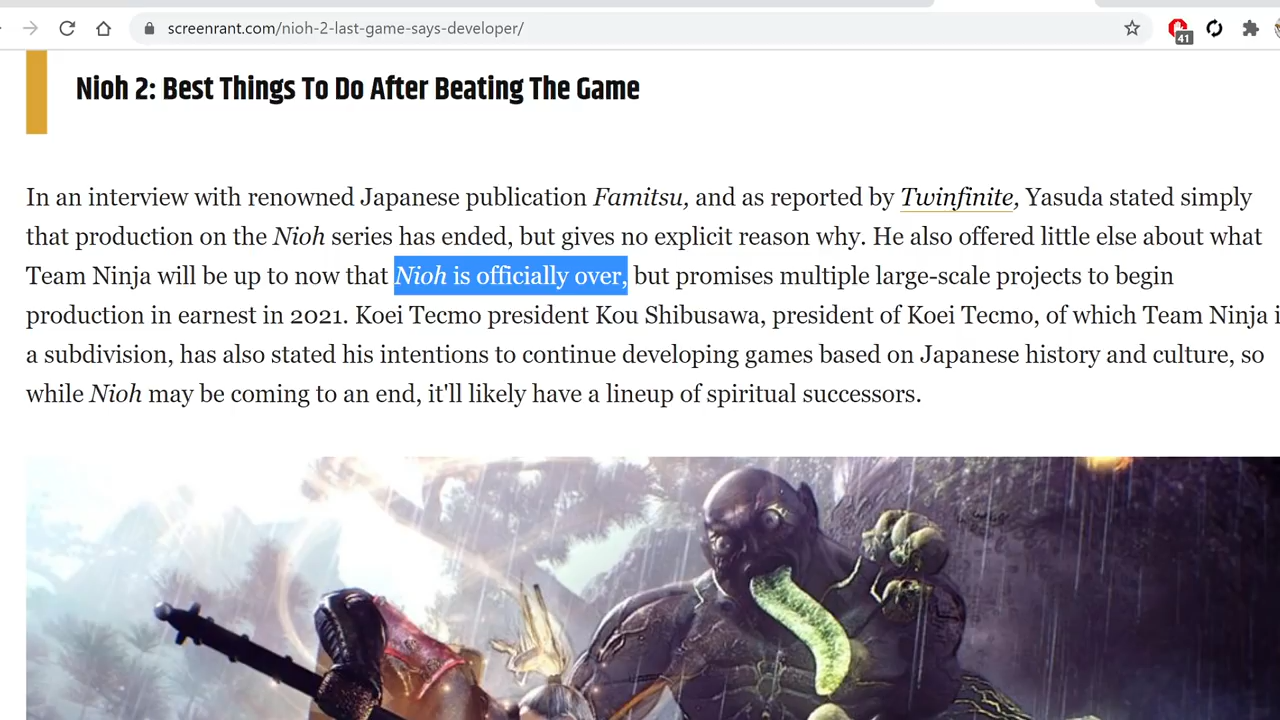 screenrant.com/nioh-2-last-game-says-developer/
41
Nioh 2: Best Things To Do After Beating The Game
In an interview with renowned Japanese publication Famitsu, and as reported by Twinfinite, Yasuda stated simply
that production on the Nioh series has ended, but gives no explicit reason why. He also offered little else about what
Team Ninja will be up to now that Nioh is officially over, but promises multiple large-scale projects to begin
production in earnest in 2021. Koei Tecmo president Kou Shibusawa, president of Koei Tecmo, of which Team Ninja i
a subdivision, has also stated his intentions to continue developing games based on Japanese history and culture, so
while Nioh may be coming to an end, it'll likely have a lineup of spiritual successors.